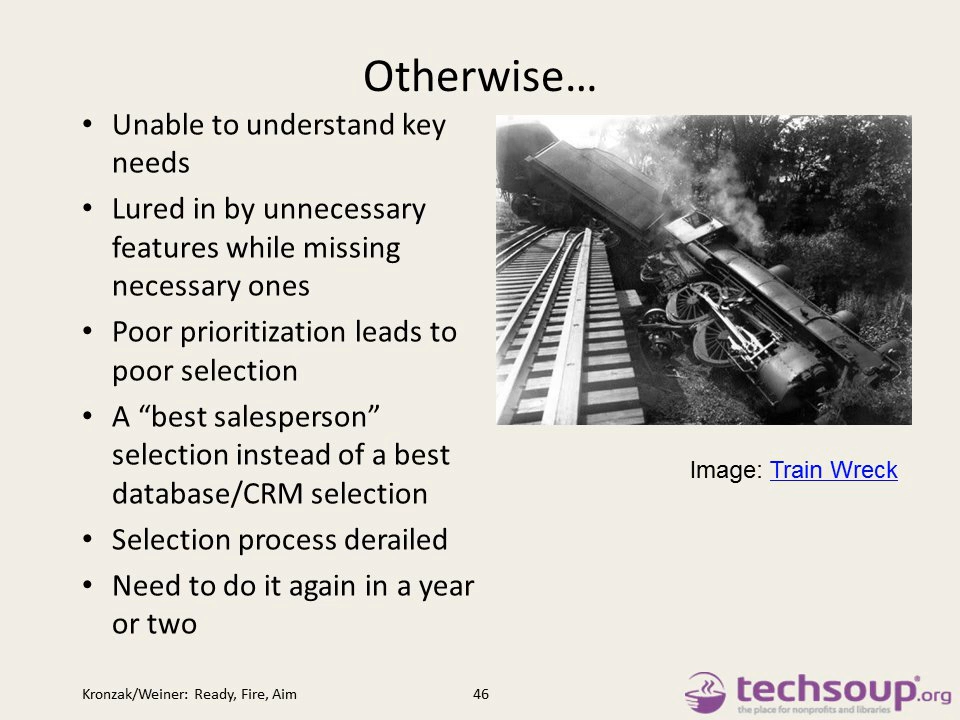 Otherwise…
• Unable to understand key
needs
• Lured in by unnecessary
features while missing
necessary ones
• Poor prioritization leads to
poor selection
• A “best salesperson”
selection instead of a best
database/CRM selection
• Selection process derailed
• Need to do it again in a year
or two
Image: Train Wreck
Kronzak/Weiner: Ready, Fire, Aim
46
techsoup®.org
the place for nonprofits and libraries